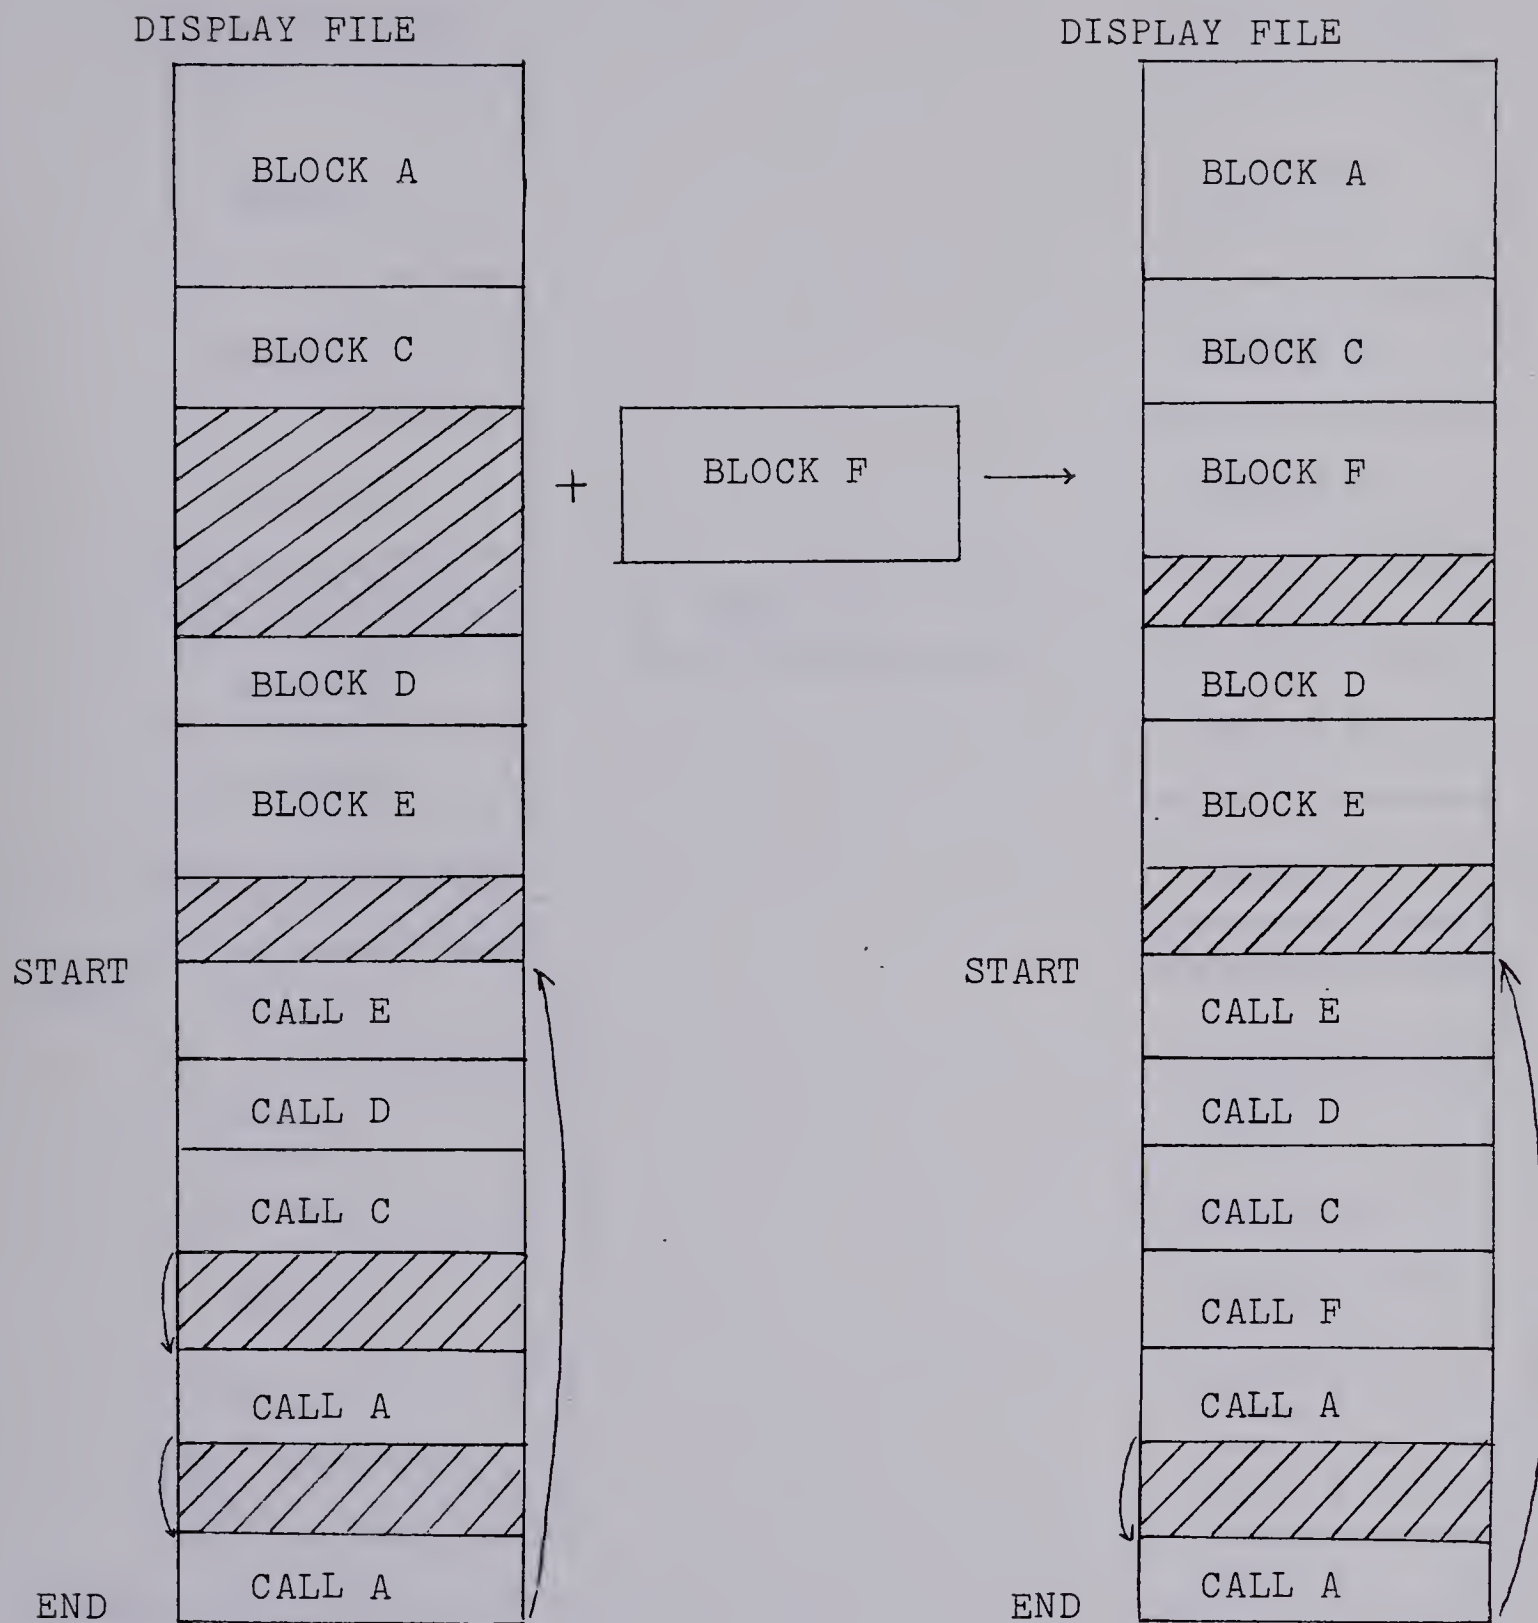 DISPLAY FILE
BLOCK A
BLOCK C
BLOCK D
BLOCK E
START
CALL E
CALL D
CALL C
CALL A
CALL A
END
+
BLOCK F
DISPLAY FILE
BLOCK A
BLOCK C
BLOCK F
BLOCK D
BLOCK E
START
CALL E
CALL D
CALL C
CALL F
CALL A
CALL A
END